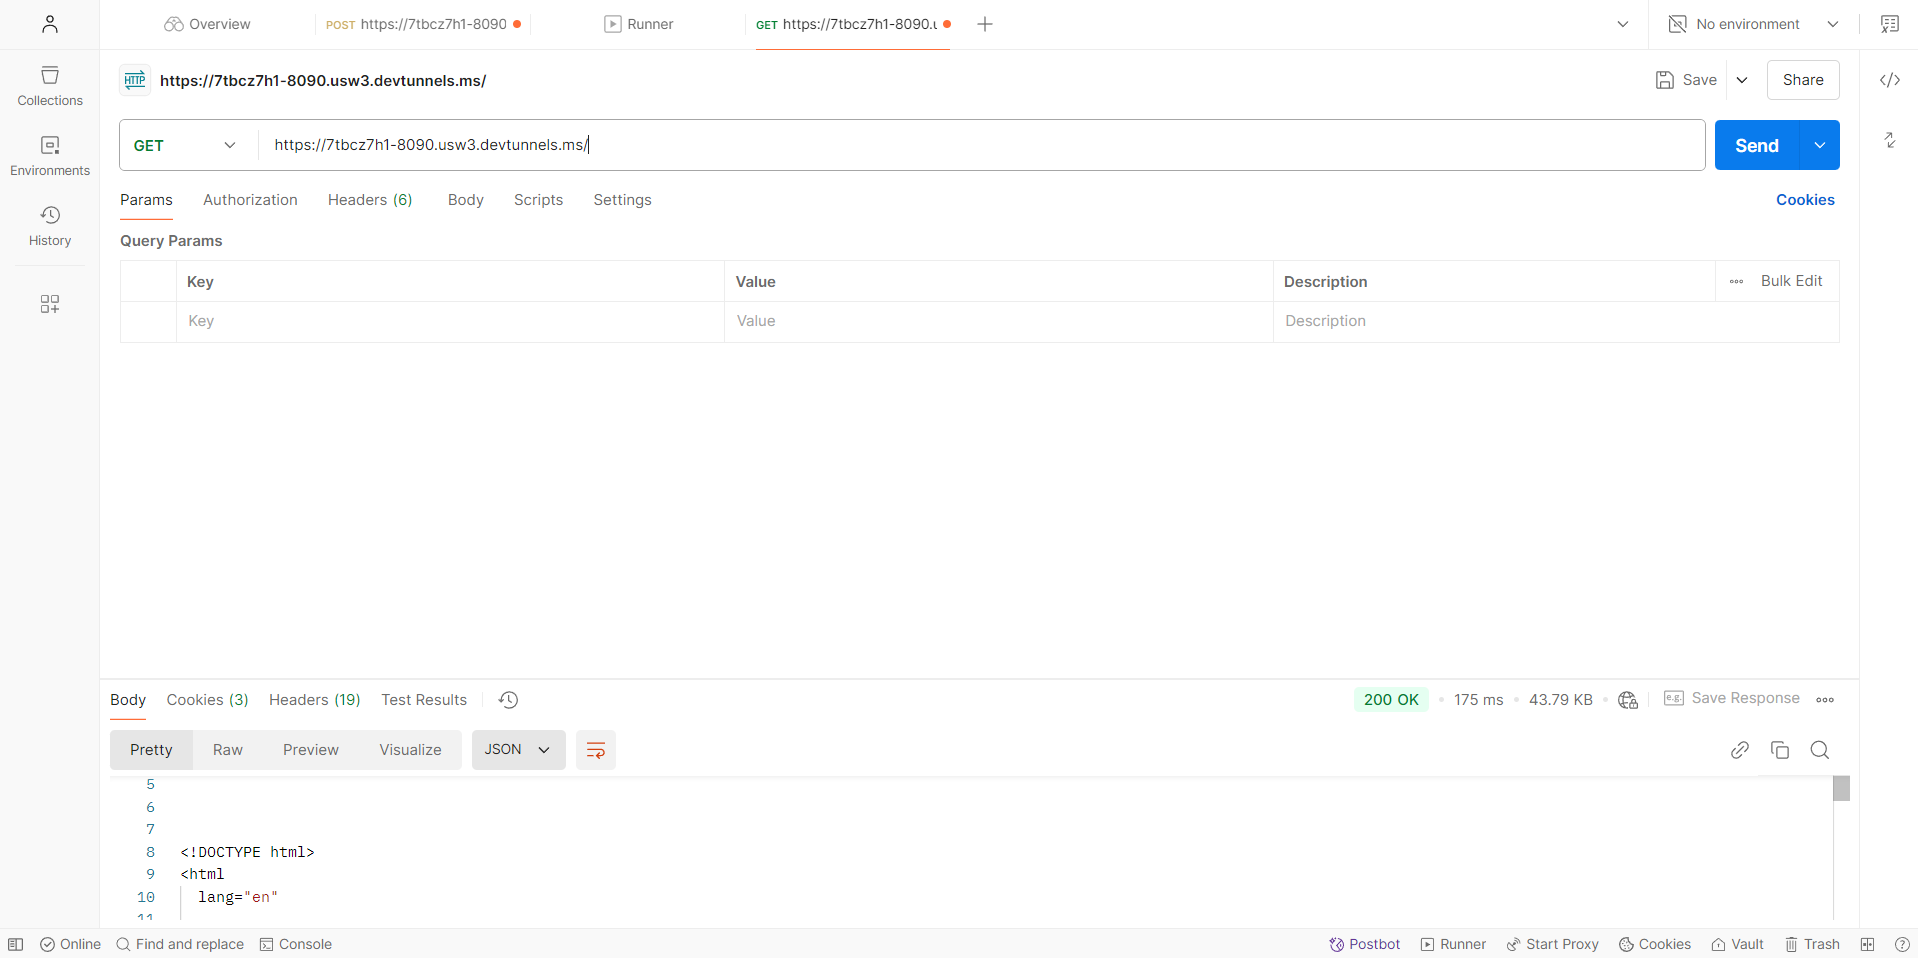 Overview
POST https://7tbcz7h1-8090
Runner
GET https://7tbcz7h1-8090.u
No environment
Collections
Environments
History
HTTP https://7tbcz7h1-8090.usw3.devtunnels.ms/
Save
Share
GET https://7tbcz7h1-8090.usw3.devtunnels.ms/
Send
Params Authorization Headers (6) Body Scripts Settings Cookies
Query Params
Key Value Description Bulk Edit
Key Value Description
Body Cookies (3) Headers (19) Test Results 200 OK 175 ms 43.79 KB e.g. Save Response
Pretty Raw Preview Visualize JSON
5
6
7
8 <!DOCTYPE html>
9 <html
10 lang="en"
11
Online Find and replace Console Postbot Runner Start Proxy Cookies Vault Trash